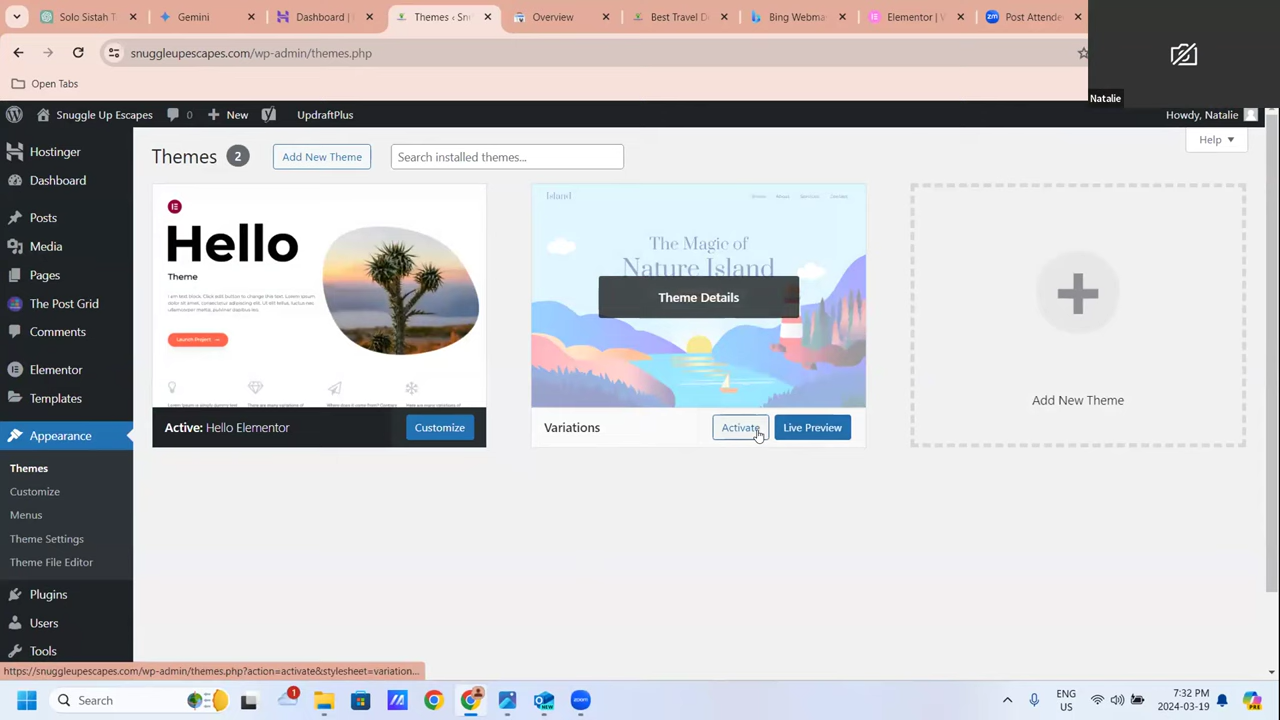 Solo Sistah T
Gemini
Dashboard |
Themes ‹ Snu
Overview
Best Travel D
Bing Webma
Elementor | V
Post Attende
snuggleupescapes.com/wp-admin/themes.php
Open Tabs
Natalie
Snuggle Up Escapes
0
New
UpdraftPlus
Howdy, Natalie
Hostinger
Dashboard
Posts
Media
Pages
The Post Grid
Comments
Elementor
Templates
Appearance
Themes
Customize
Menus
Theme Settings
Theme File Editor
Plugins
Users
Tools
Themes 2
Add New Theme
Search installed themes...
Help
Hello
Theme
Launch Project →
Active: Hello Elementor
Customize
Island
The Magic of
Nature Island
Theme Details
Variations
Activate
Live Preview
Add New Theme
https://snuggleupescapes.com/wp-admin/themes.php?action=activate&stylesheet=variation...
Search
1
zoom
ENG
US
7:32 PM
2024-03-19